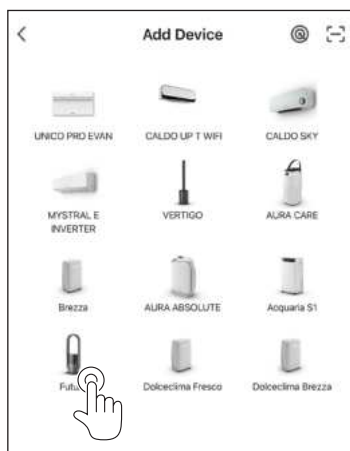 Add Device
UNICO PRO EVAN CALDO UP T WIFI CALDO SKY
MYSTRAL E
INVERTER
VERTIGO AURA CARE
Brezza AURA ABSOLUTE Acquaria S1
Dolceclima Fresco Dolceclima Brezza